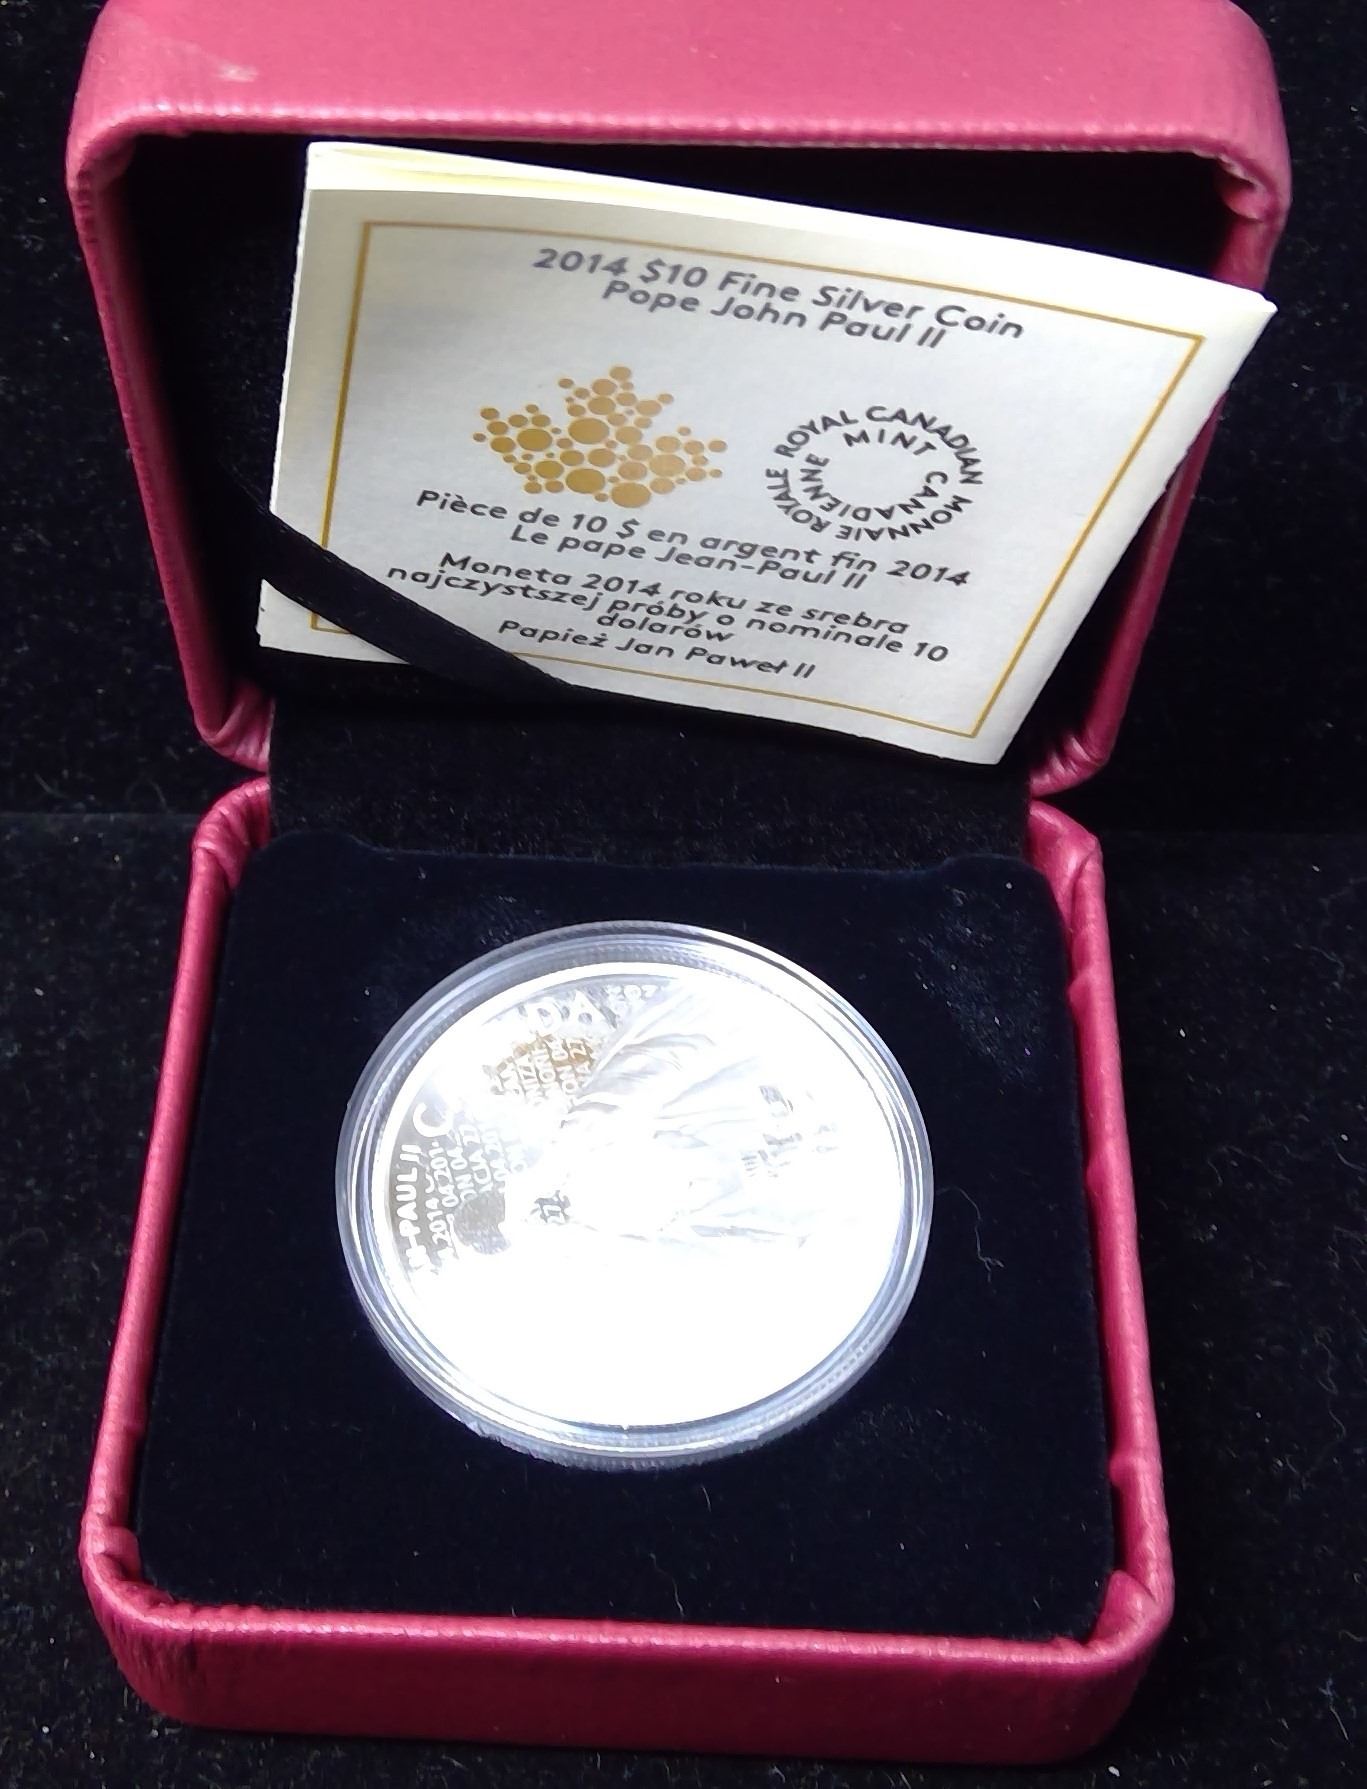 2014 $10 Fine Silver Coin
Pope John Paul II
ROYAL CANADIAN MINT
MONNAIE ROYALE CANADIENNE
Pièce de 10 $ en argent fin 2014
Le pape Jean-Paul II
Moneta 2014 roku ze srebra
najczystszej próby o nominale 10
dolarów
Papież Jan Paweł II